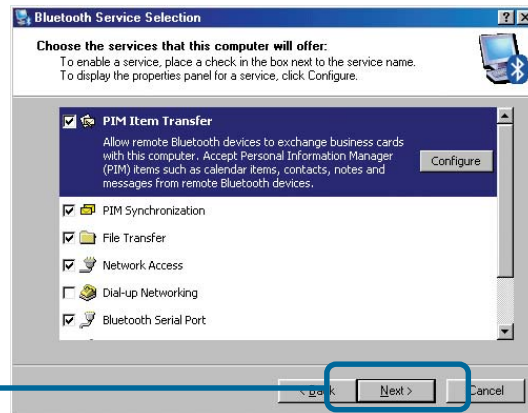 Bluetooth Service Selection
Choose the services that this computer will offer:
To enable a service, place a check in the box next to the service name.
To display the properties panel for a service, click Configure.
PIM Item Transfer
Allow remote Bluetooth devices to exchange business cards
with this computer. Accept Personal Information Manager
(PIM) items such as calendar items, contacts, notes and
messages from remote Bluetooth devices.
Configure
PIM Synchronization
File Transfer
Network Access
Dial-up Networking
Bluetooth Serial Port
< Back Next > Cancel